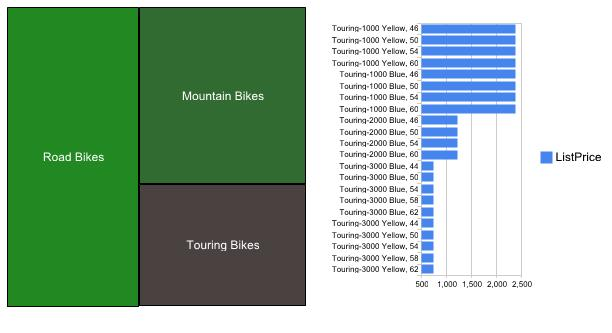 Road Bikes
Mountain Bikes
Touring Bikes
Touring-1000 Yellow, 46
Touring-1000 Yellow, 50
Touring-1000 Yellow, 54
Touring-1000 Yellow, 60
Touring-1000 Blue, 46
Touring-1000 Blue, 50
Touring-1000 Blue, 54
Touring-1000 Blue, 60
Touring-2000 Blue, 46
Touring-2000 Blue, 50
Touring-2000 Blue, 54
Touring-2000 Blue, 60
Touring-3000 Blue, 44
Touring-3000 Blue, 50
Touring-3000 Blue, 54
Touring-3000 Blue, 58
Touring-3000 Blue, 62
Touring-3000 Yellow, 44
Touring-3000 Yellow, 50
Touring-3000 Yellow, 54
Touring-3000 Yellow, 58
Touring-3000 Yellow, 62
500 1,000 1,500 2,000 2,500
ListPrice